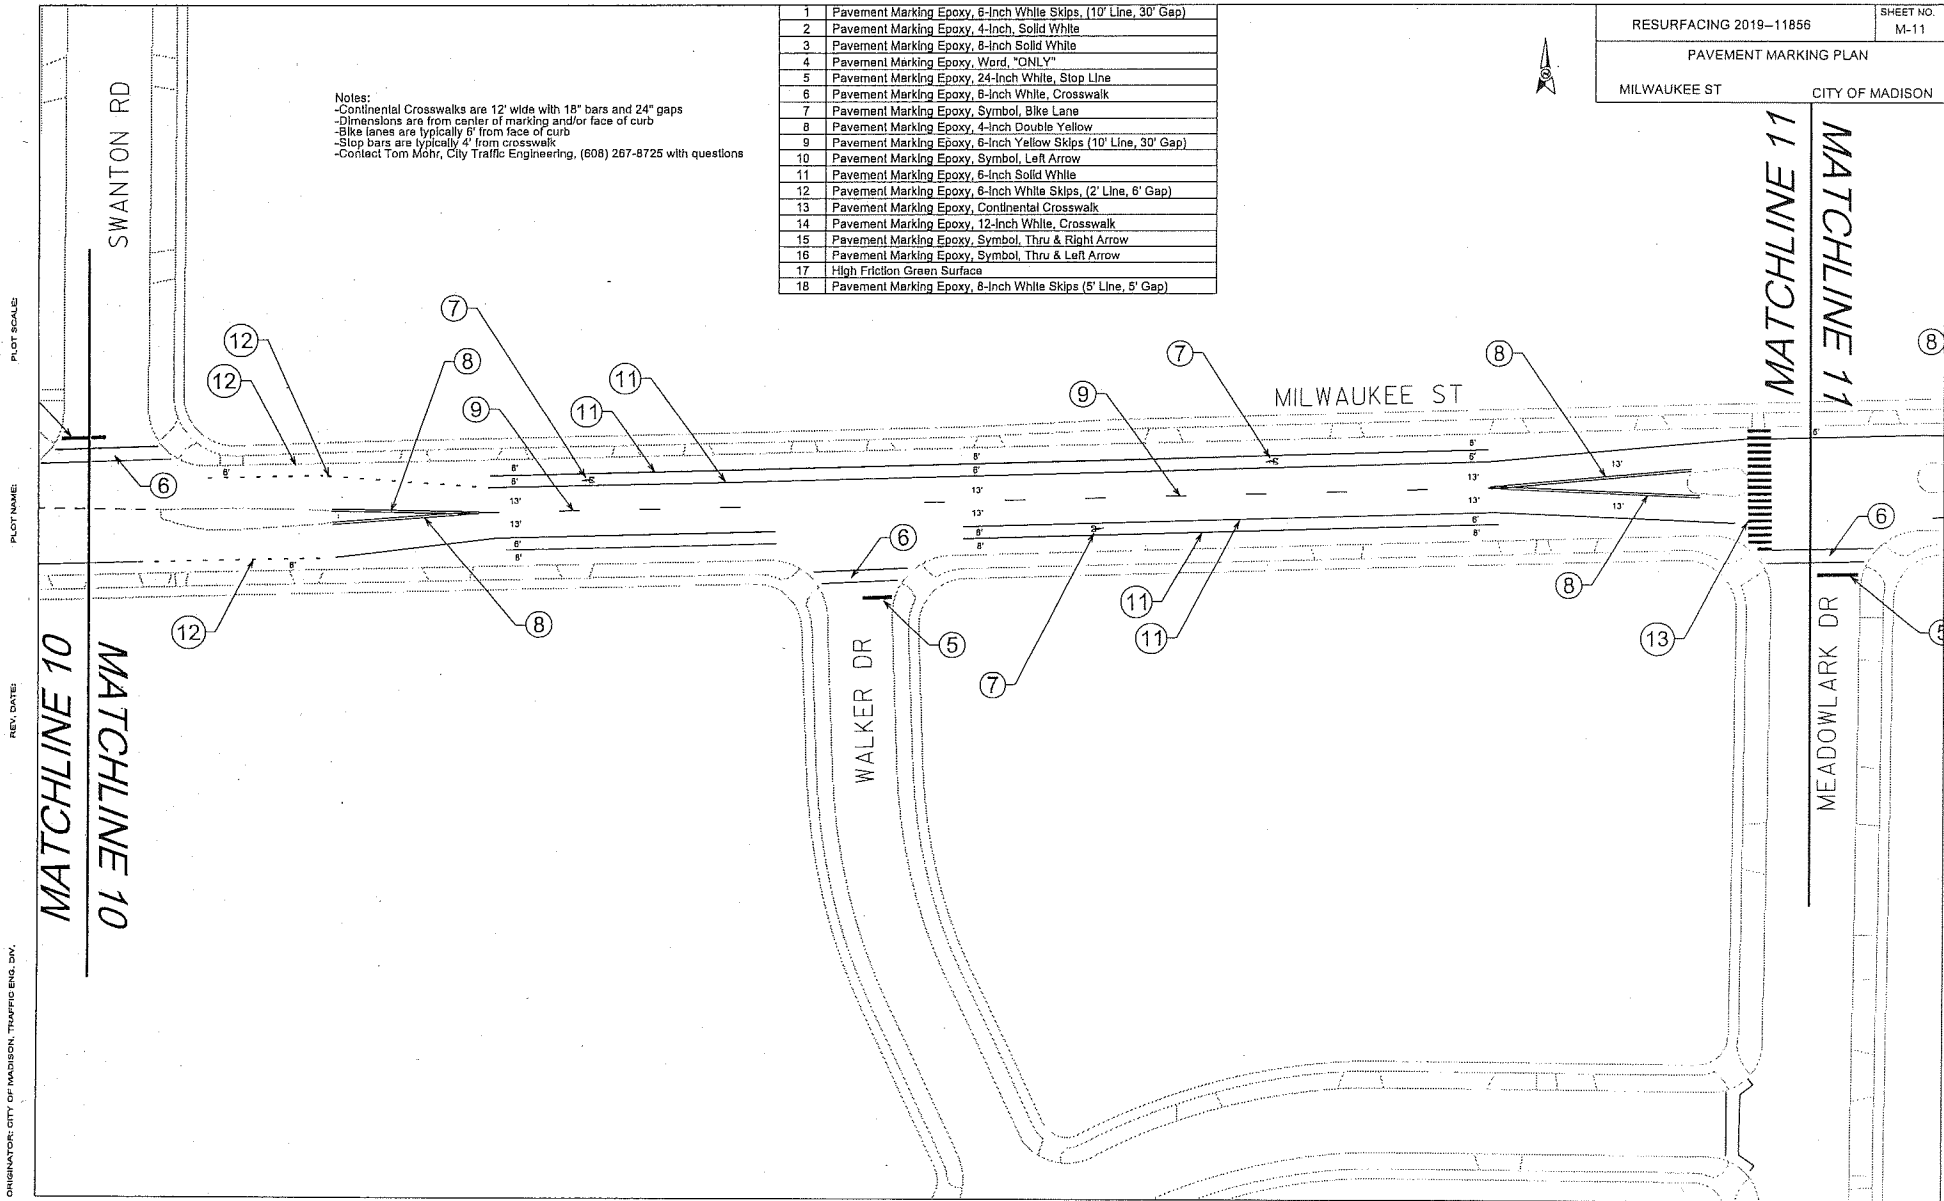 1 Pavement Marking Epoxy, 6-Inch White Skips, (10' Line, 30' Gap)
2 Pavement Marking Epoxy, 4-Inch, Solid White
3 Pavement Marking Epoxy, 8-Inch Solid White
4 Pavement Marking Epoxy, Word, "ONLY"
5 Pavement Marking Epoxy, 24-Inch White, Stop Line
6 Pavement Marking Epoxy, 6-Inch White, Crosswalk
7 Pavement Marking Epoxy, Symbol, Bike Lane
8 Pavement Marking Epoxy, 4-Inch Double Yellow
9 Pavement Marking Epoxy, 6-Inch Yellow Skips (10' Line, 30' Gap)
10 Pavement Marking Epoxy, Symbol, Left Arrow
11 Pavement Marking Epoxy, 6-Inch Solid White
12 Pavement Marking Epoxy, 6-Inch White Skips, (2' Line, 6' Gap)
13 Pavement Marking Epoxy, Continental Crosswalk
14 Pavement Marking Epoxy, 12-Inch White, Crosswalk
15 Pavement Marking Epoxy, Symbol, Thru & Right Arrow
16 Pavement Marking Epoxy, Symbol, Thru & Left Arrow
17 High Friction Green Surface
18 Pavement Marking Epoxy, 8-Inch White Skips (5' Line, 5' Gap)
RESURFACING 2019-11856
SHEET NO.
M-11
PAVEMENT MARKING PLAN
MILWAUKEE ST CITY OF MADISON
Notes:
-Continental Crosswalks are 12' wide with 18" bars and 24" gaps
-Dimensions are from center of marking and/or face of curb
-Bike lanes are typically 6' from face of curb
-Stop bars are typically 4' from crosswalk
-Contact Tom Mohr, City Traffic Engineering, (608) 267-8725 with questions
SWANTON RD
MATCHLINE 11
MATCHLINE 11
MILWAUKEE ST
7
12
8
12
11
9
11
7
8
9
8
6
6
6
8
12
8
5
11
11
7
8
13
5
13'
13'
13'
13'
13'
13'
13'
13'
WALKER DR
MEADOWLARK DR
MATCHLINE 10
MATCHLINE 10
PLOT SCALE:
PLOT NAME:
REV. DATE:
ORIGINATOR: CITY OF MADISON, TRAFFIC ENG. DIV.